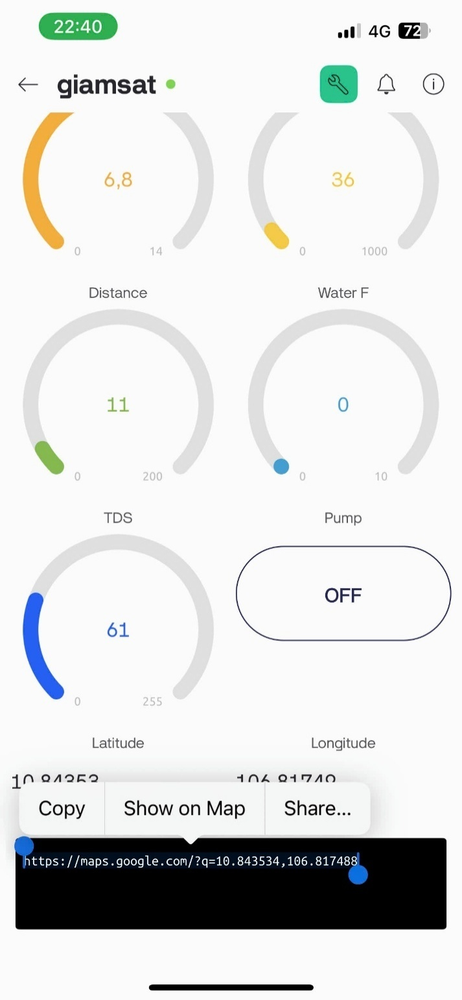 22:40 4G 72
giamsat
6,8 36
0 14 0 1000
Distance Water F
11 0
0 200 0 10
TDS Pump
61 OFF
0 255
Latitude Longitude
10.84353 106.81749
Copy Show on Map Share...
https://maps.google.com/?q=10.843534,106.817488